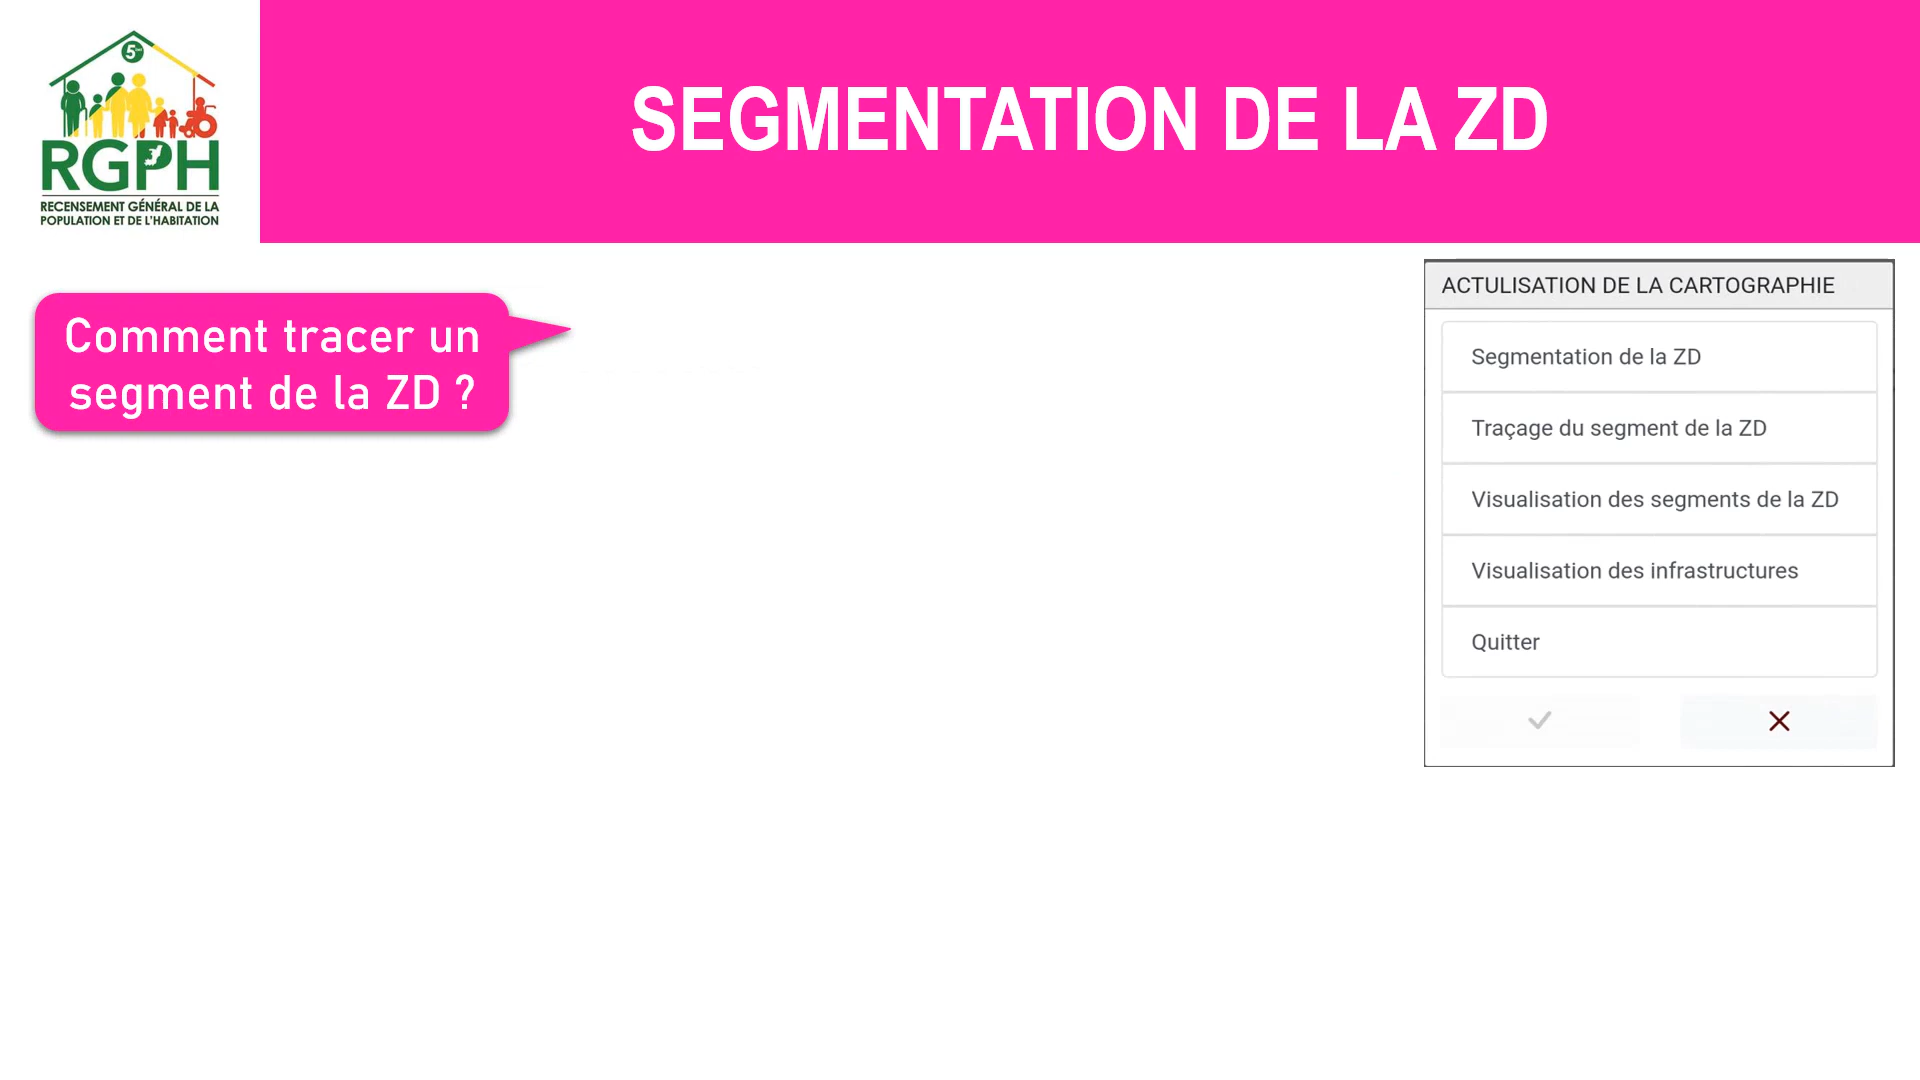 5ème
RGPH
RECENSEMENT GÉNÉRAL DE LA
POPULATION ET DE L'HABITATION
SEGMENTATION DE LA ZD
Comment tracer un
segment de la ZD ?
ACTULISATION DE LA CARTOGRAPHIE
Segmentation de la ZD
Traçage du segment de la ZD
Visualisation des segments de la ZD
Visualisation des infrastructures
Quitter